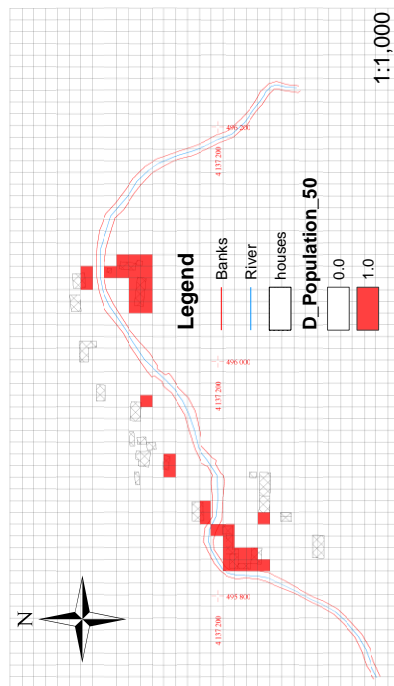 N
Legend
Banks
River
houses
D_Population_50
0.0
1.0
1:1,000
496 200
4 137 200
496 000
4 137 200
495 800
4 137 200